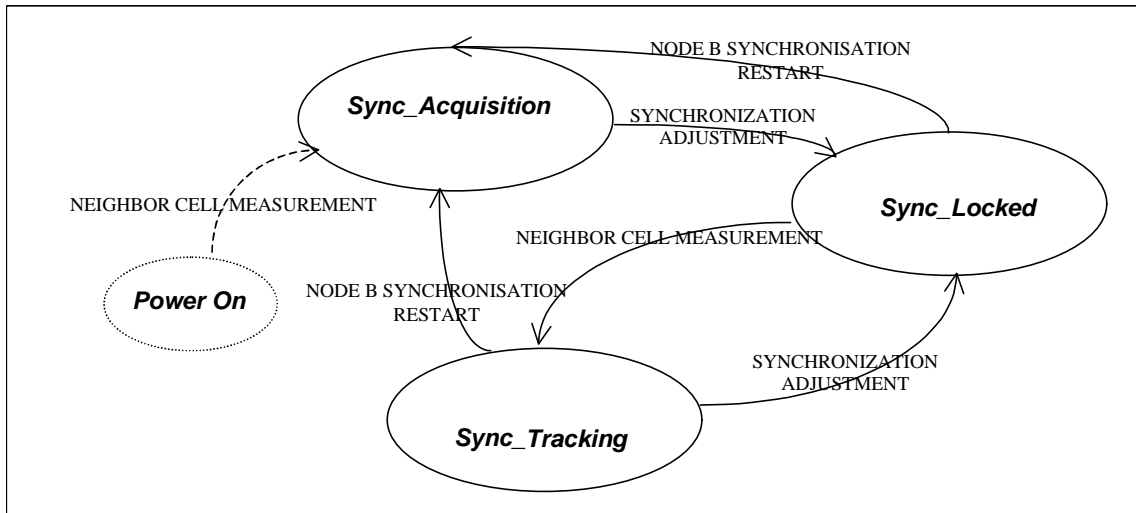 NODE B SYNCHRONISATION
RESTART
Sync_Acquisition
SYNCHRONIZATION
ADJUSTMENT
NEIGHBOR CELL MEASUREMENT
Sync_Locked
NEIGHBOR CELL MEASUREMENT
Power On
NODE B SYNCHRONISATION
RESTART
SYNCHRONIZATION
ADJUSTMENT
Sync_Tracking